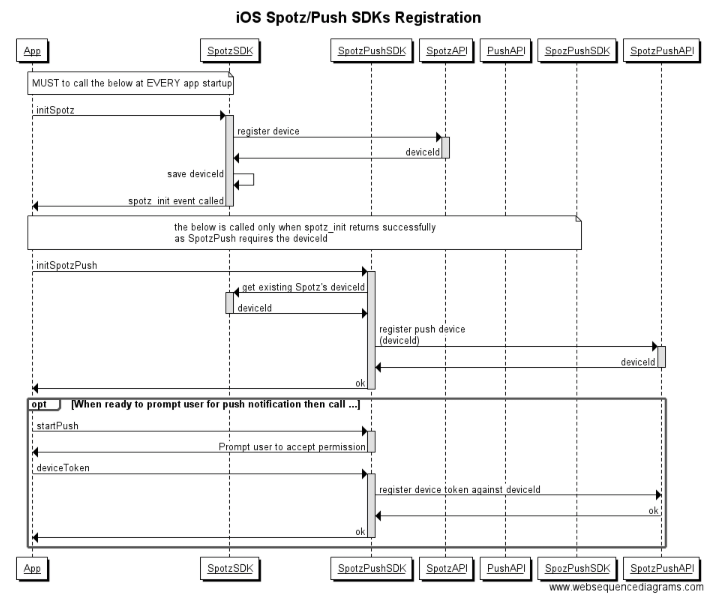 iOS Spotz/Push SDKs Registration
App
SpotzSDK
SpotzPushSDK
SpotzAPI
PushAPI
SpozPushSDK
SpotzPushAPI
MUST to call the below at EVERY app startup
initSpotz
register device
deviceId
save deviceId
spotz_init event called
the below is called only when spotz_init returns successfully
as SpotzPush requires the deviceId
initSpotzPush
get existing Spotz's deviceId
deviceId
register push device
(deviceId)
deviceId
ok
opt
[When ready to prompt user for push notification then call ...]
startPush
Prompt user to accept permission
deviceToken
register device token against deviceId
ok
ok
App
SpotzSDK
SpotzPushSDK
SpotzAPI
PushAPI
SpozPushSDK
SpotzPushAPI
www.websequencediagrams.com